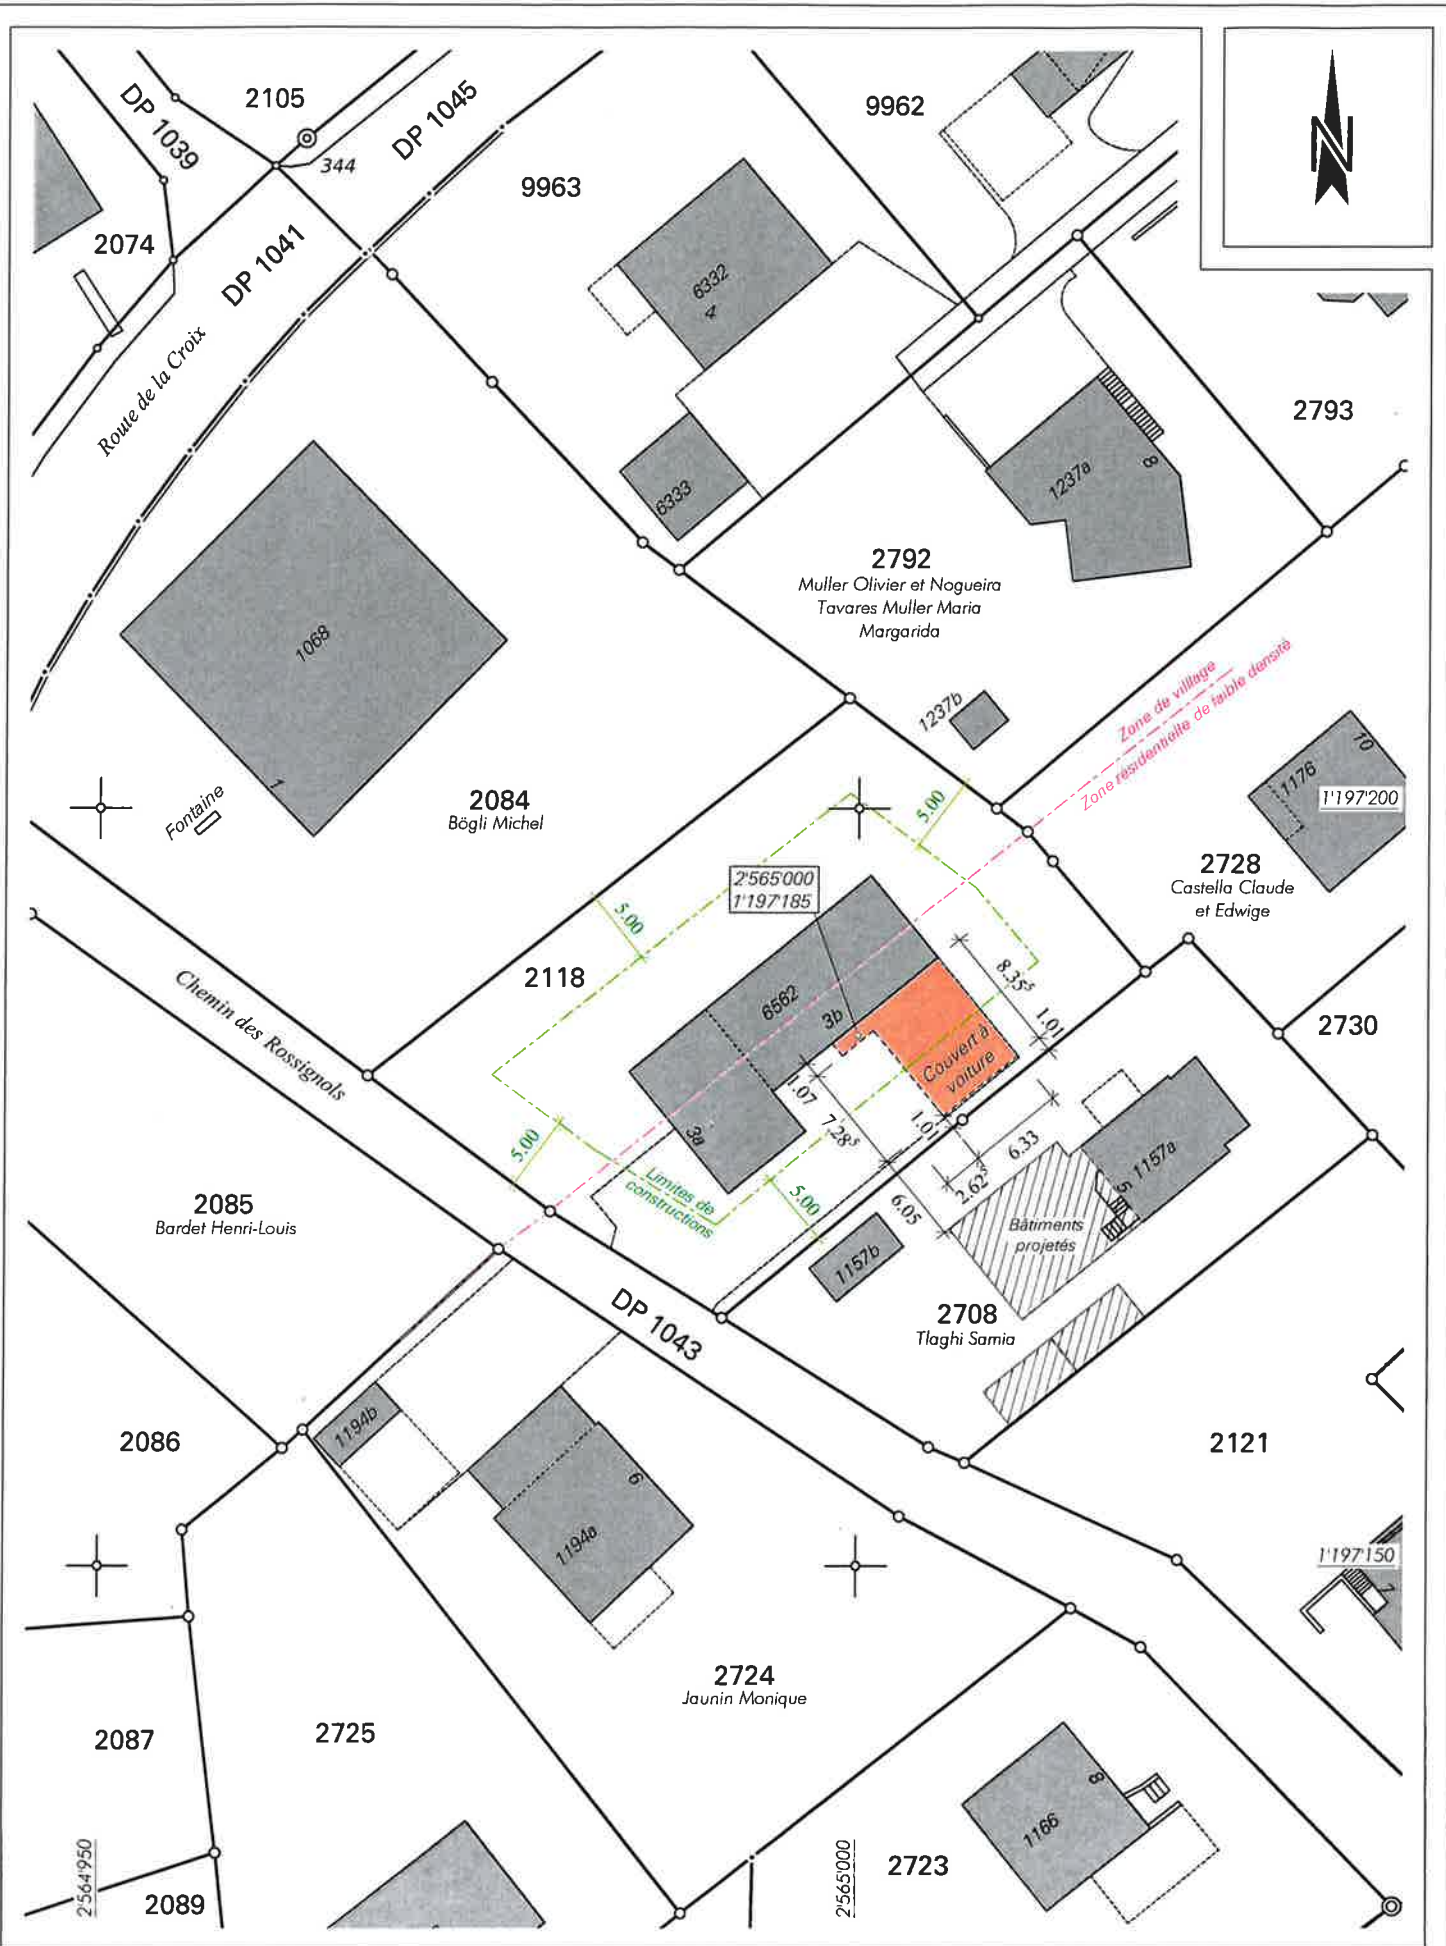 N
2105
DP 1039
DP 1045
344
9962
9963
2074
DP 1041
Route de la Croix
6332
4
2793
6333
1237a
8
2792
Muller Olivier et Nogueira
Tavares Muller Maria
Margarida
1068
1
Fontaine
1237b
Zone de village
Zone résidentielle de faible densité
1176
10
1'197'200
2084
Bögli Michel
5.00
2728
Castella Claude
et Edwige
2'565'000
1'197'185
5.00
2118
Chemin des Rossignols
6562
3b
8.35⁵
1.01
2730
Couvert à
voiture
1.07
7.28⁵
1.01
3a
5.00
6.33
2.62⁵
1157a
5
Limites de
constructions
5.00
6.05
Bâtiments
projetés
2085
Bardet Henri-Louis
1157b
DP 1043
2708
Tlaghi Samia
1194b
2086
6
1194a
2121
1'197'150
7
2724
Jaunin Monique
2087
2725
8
1166
2723
2089
2'564'950
2'565'000